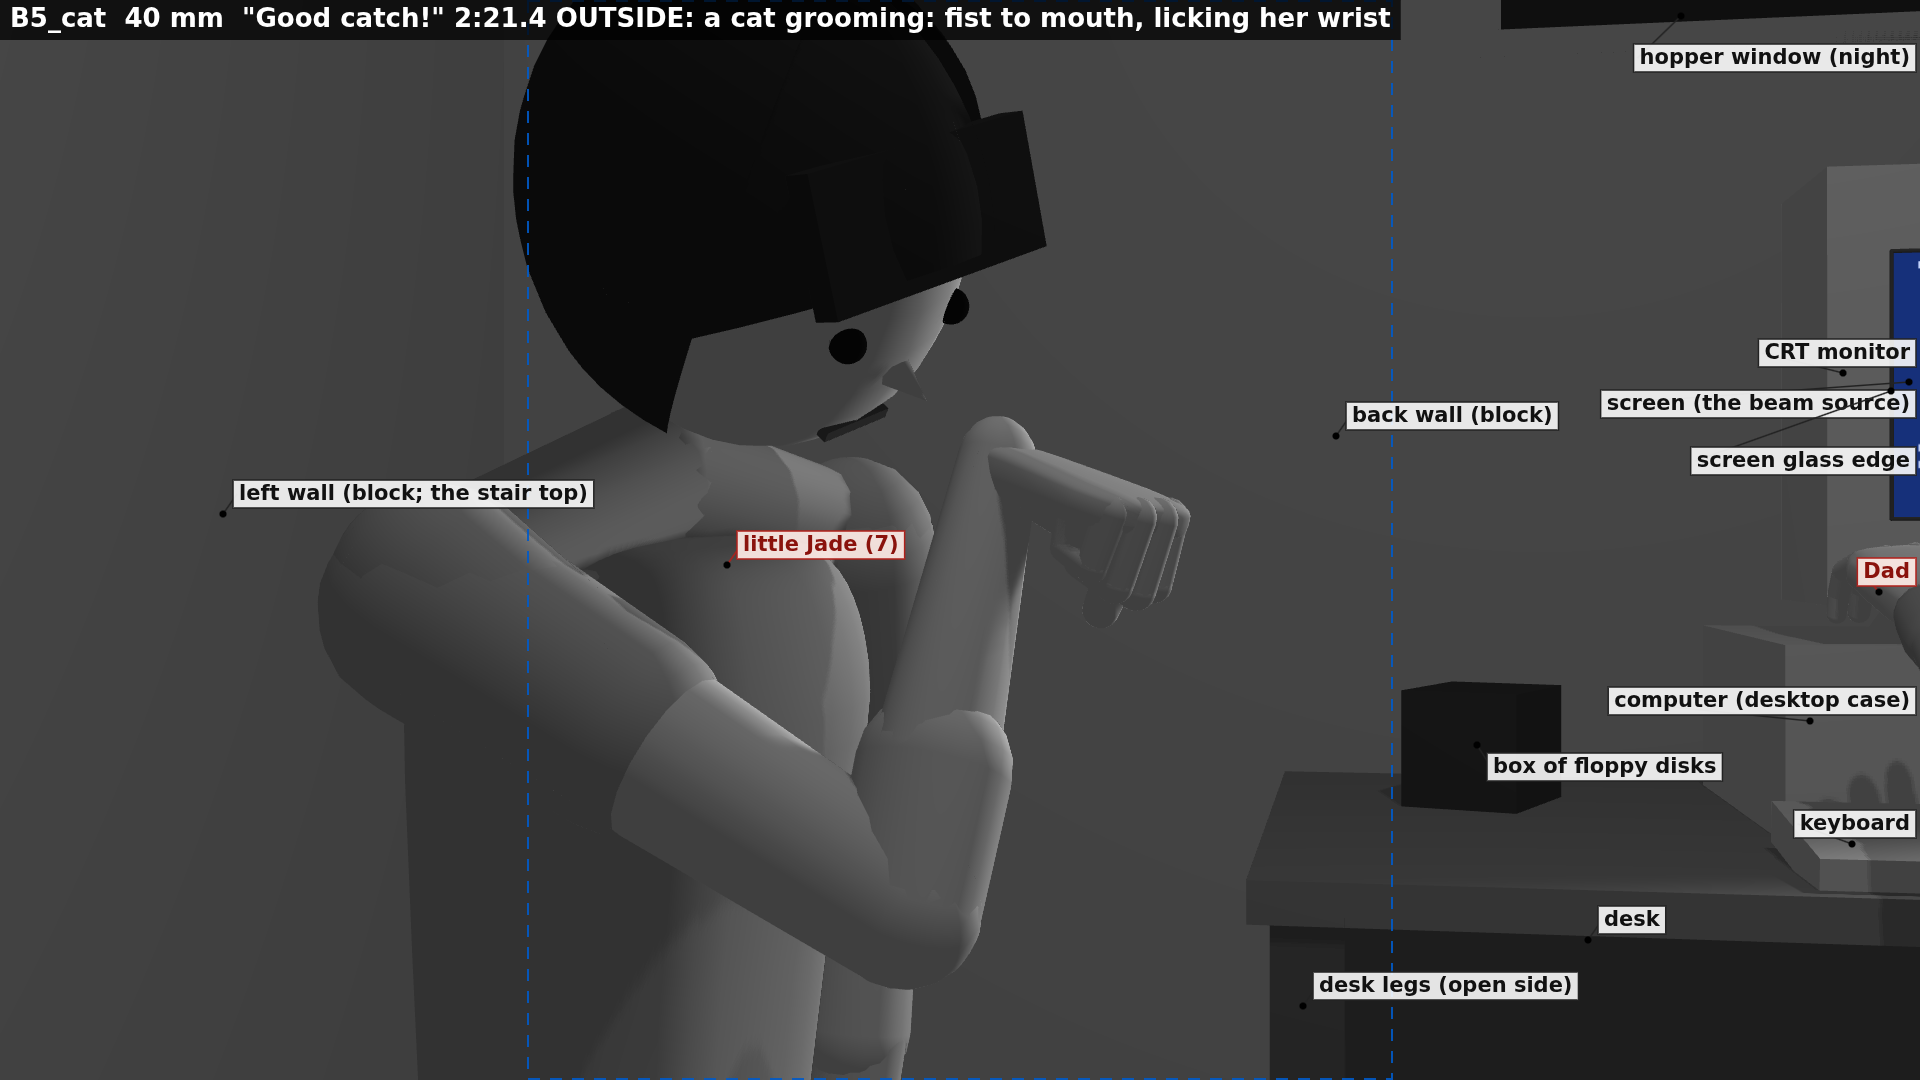 B5_cat 40 mm "Good catch!" 2:21.4 OUTSIDE: a cat grooming: fist to mouth, licking her wrist
hopper window (night)
CRT monitor
screen (the beam source)
back wall (block)
screen glass edge
left wall (block; the stair top)
little Jade (7)
Dad
computer (desktop case)
box of floppy disks
keyboard
desk
desk legs (open side)